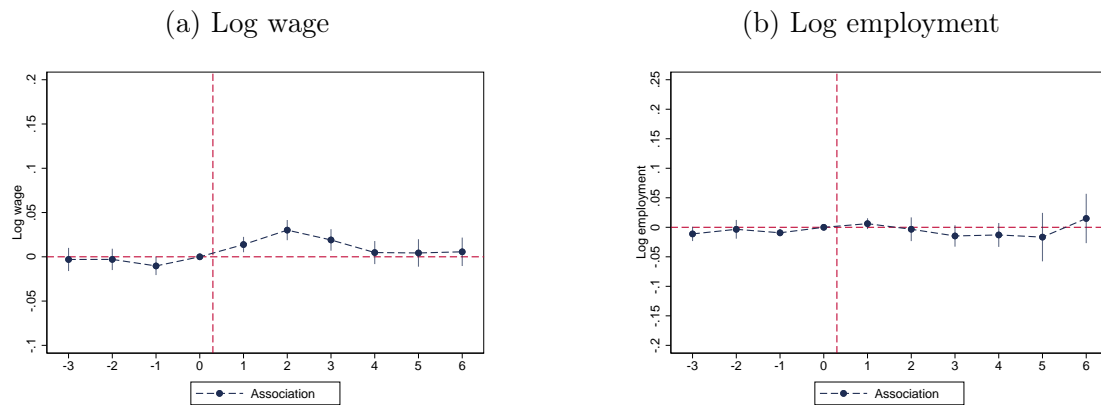 (a) Log wage
Log wage
.2
.15
.1
.05
0
-.05
-.1
-3 -2 -1 0 1 2 3 4 5 6
Association
(b) Log employment
Log employment
.25
.2
.15
.1
.05
0
-.05
-.1
-.15
-.2
-3 -2 -1 0 1 2 3 4 5 6
Association